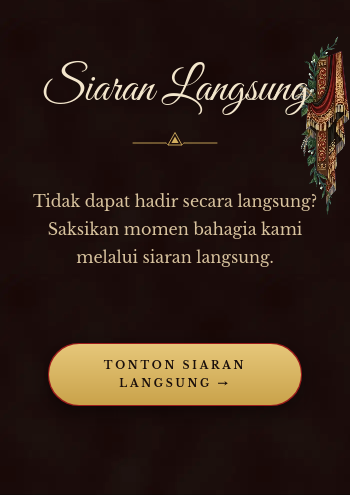 Siaran Langsung
Tidak dapat hadir secara langsung?
Saksikan momen bahagia kami
melalui siaran langsung.
TONTON SIARAN
LANGSUNG →